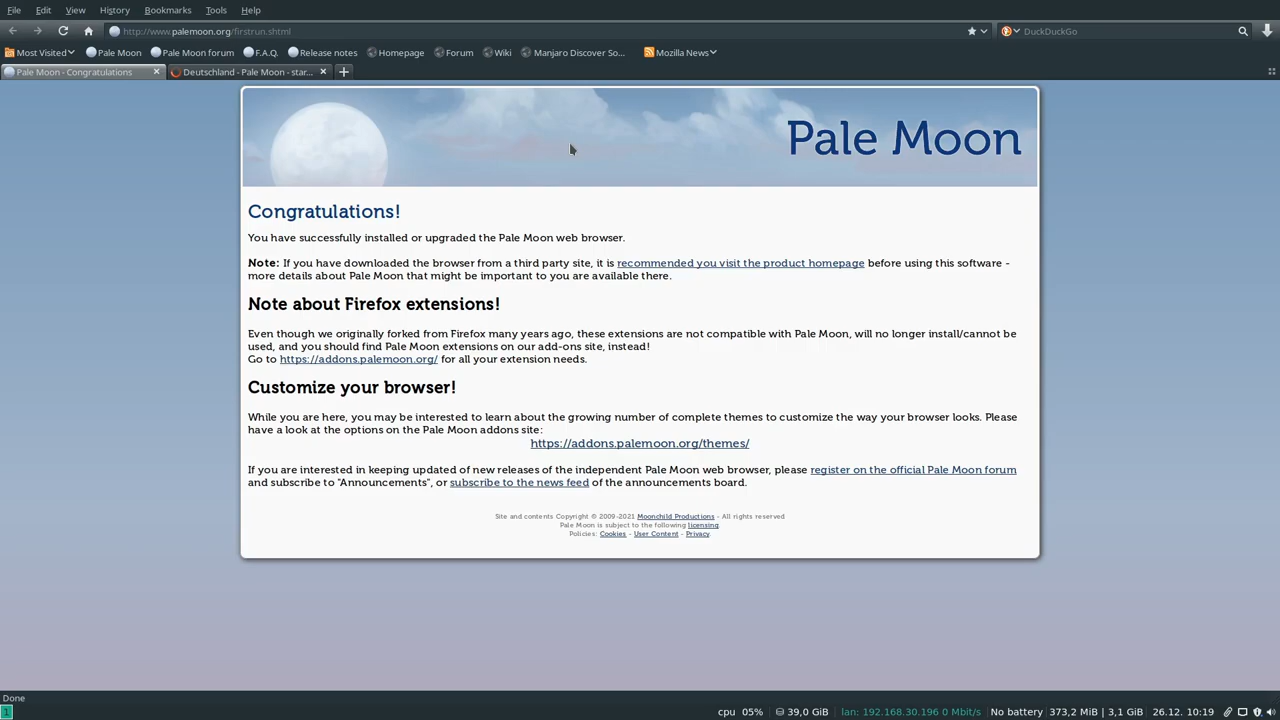 File Edit View History Bookmarks Tools Help
http://www.palemoon.org/firstrun.shtml
DuckDuckGo
Most Visited Pale Moon Pale Moon forum F.A.Q. Release notes Homepage Forum Wiki Manjaro Discover So... Mozilla News
Pale Moon - Congratulations Deutschland - Pale Moon - star...
Pale Moon
Congratulations!
You have successfully installed or upgraded the Pale Moon web browser.
Note: If you have downloaded the browser from a third party site, it is recommended you visit the product homepage before using this software -
more details about Pale Moon that might be important to you are available there.
Note about Firefox extensions!
Even though we originally forked from Firefox many years ago, these extensions are not compatible with Pale Moon, will no longer install/cannot be
used, and you should find Pale Moon extensions on our add-ons site, instead!
Go to https://addons.palemoon.org/ for all your extension needs.
Customize your browser!
While you are here, you may be interested to learn about the growing number of complete themes to customize the way your browser looks. Please
have a look at the options on the Pale Moon addons site:
https://addons.palemoon.org/themes/
If you are interested in keeping updated of new releases of the independent Pale Moon web browser, please register on the official Pale Moon forum
and subscribe to "Announcements", or subscribe to the news feed of the announcements board.
Site and contents Copyright © 2009-2021 Moonchild Productions - All rights reserved
Pale Moon is subject to the following licensing.
Policies: Cookies - User Content - Privacy.
Done
1
cpu 05% 39,0 GiB lan: 192.168.30.196 0 Mbit/s No battery 373,2 MiB | 3,1 GiB 26.12. 10:19